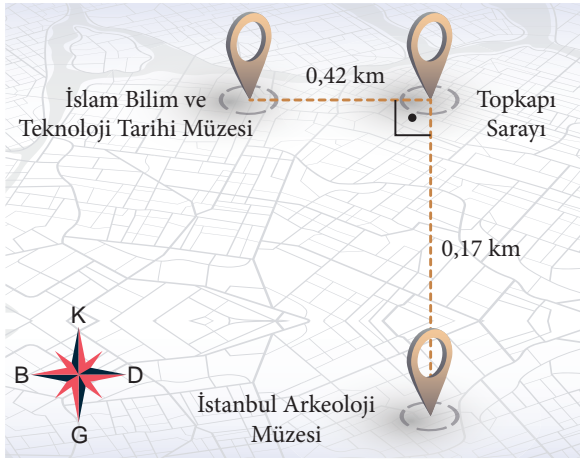 0,42 km
İslam Bilim ve
Teknoloji Tarihi Müzesi
Topkapı
Sarayı
0,17 km
K
B D
G
İstanbul Arkeoloji
Müzesi